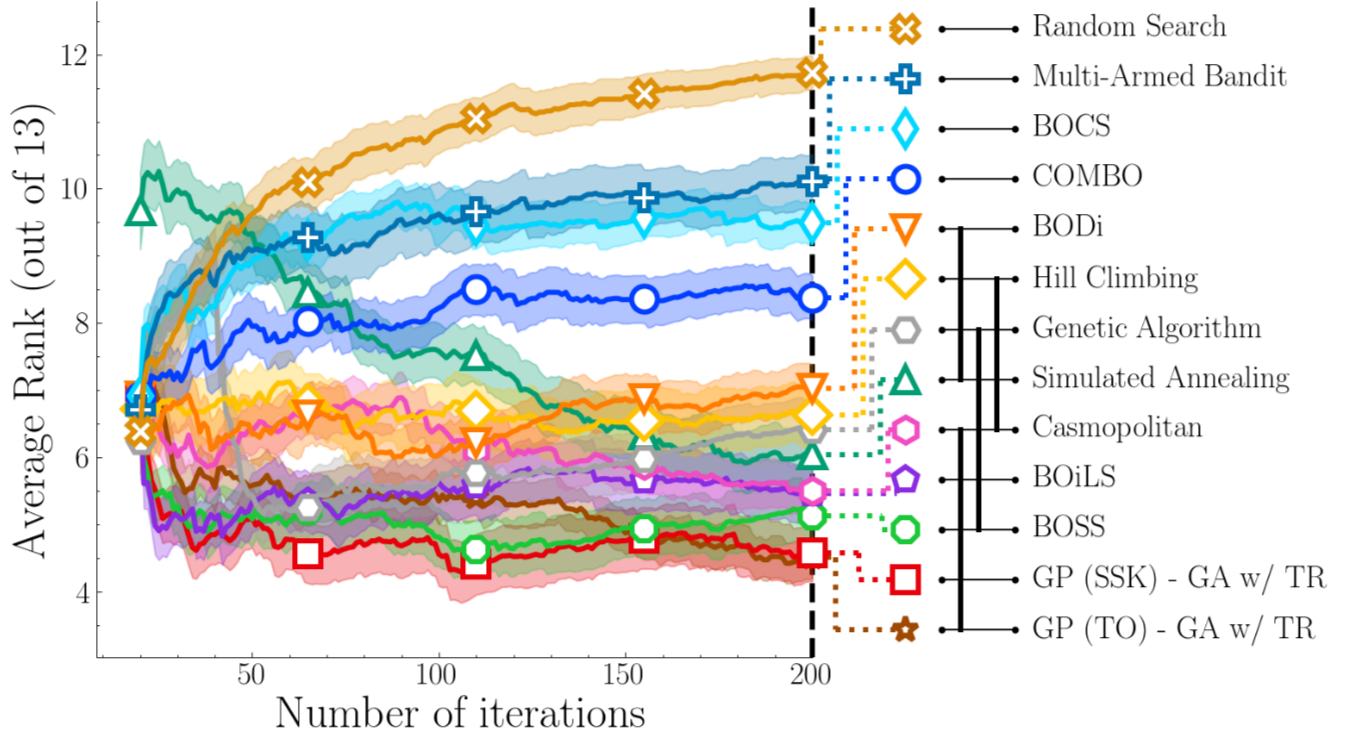 Average Rank (out of 13)
12
10
8
6
4
50
100
150
200
Number of iterations
Random Search
Multi-Armed Bandit
BOCS
COMBO
BODi
Hill Climbing
Genetic Algorithm
Simulated Annealing
Casmopolitan
BOiLS
BOSS
GP (SSK) - GA w/ TR
GP (TO) - GA w/ TR